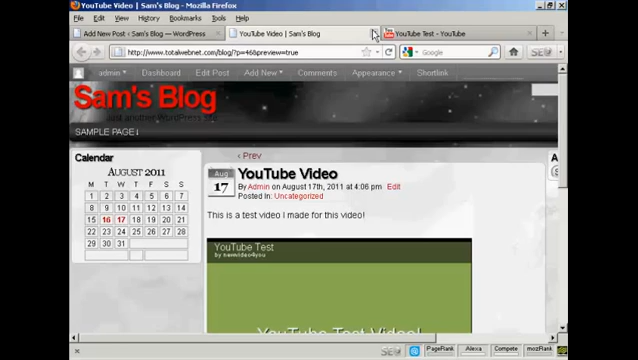 YouTube Video | Sam's Blog - Mozilla Firefox
File Edit View History Bookmarks Tools Help
Add New Post ‹ Sam's Blog — WordPress
YouTube Video | Sam's Blog
YouTube Test - YouTube
http://www.totalwebnet.com/blog/?p=46&preview=true
Google
SEO
admin
Dashboard
Edit Post
Add New
Comments
Appearance
Shortlink
Sam's Blog
Just another WordPress site
SAMPLE PAGE↓
Calendar
AUGUST 2011
M T W T F S S
1 2 3 4 5 6 7
8 9 10 11 12 13 14
15 16 17 18 19 20 21
22 23 24 25 26 27 28
29 30 31
‹ Prev
Aug
17
YouTube Video
By Admin on August 17th, 2011 at 4:06 pm Edit
Posted In: Uncategorized
This is a test video I made for this video!
YouTube Test
by newvideo4you
YouTube Test Video!
SEO
PageRank
Alexa
Compete
mozRank